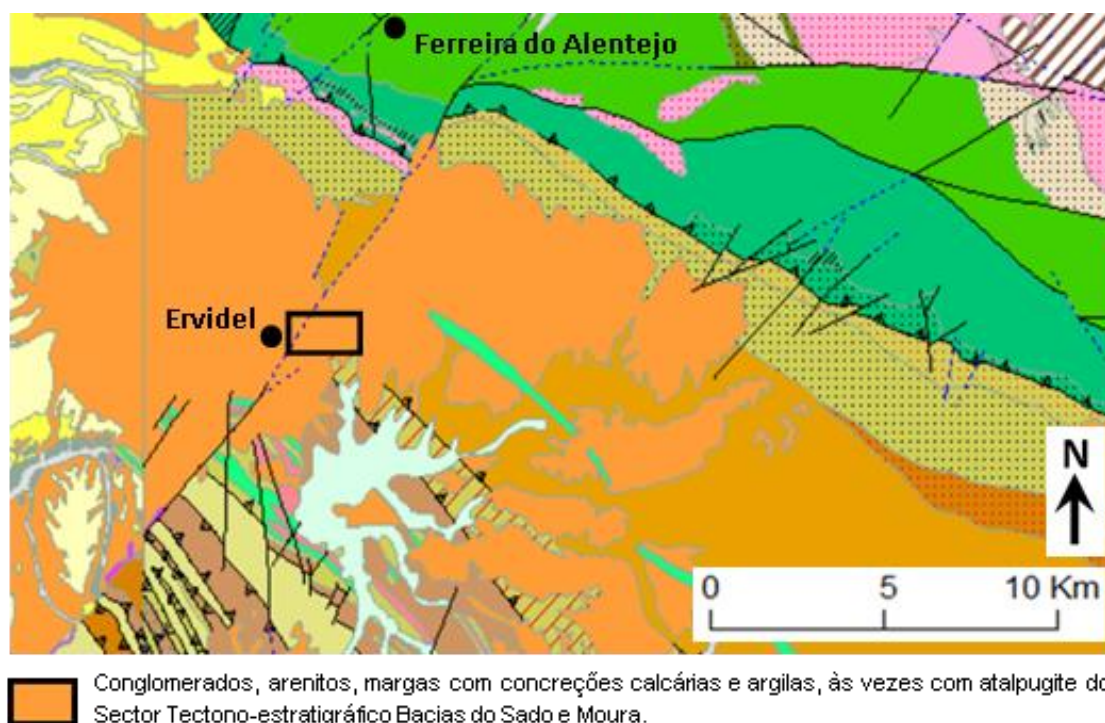 Ferreira do Alentejo
Ervidel
N
0 5 10 Km
Conglomerados, arenitos, margas com concreções calcárias e argilas, às vezes com atalpugite do
Sector Tectono-estratigráfico Bacias do Sado e Moura.